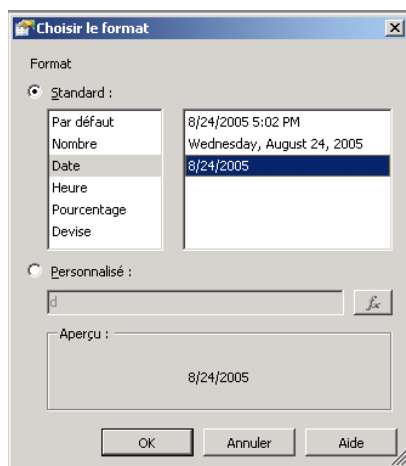 Choisir le format
Format
Standard :
Par défaut
Nombre
Date
Heure
Pourcentage
Devise
8/24/2005 5:02 PM
Wednesday, August 24, 2005
8/24/2005
Personnalisé :
d
fx
Aperçu :
8/24/2005
OK
Annuler
Aide